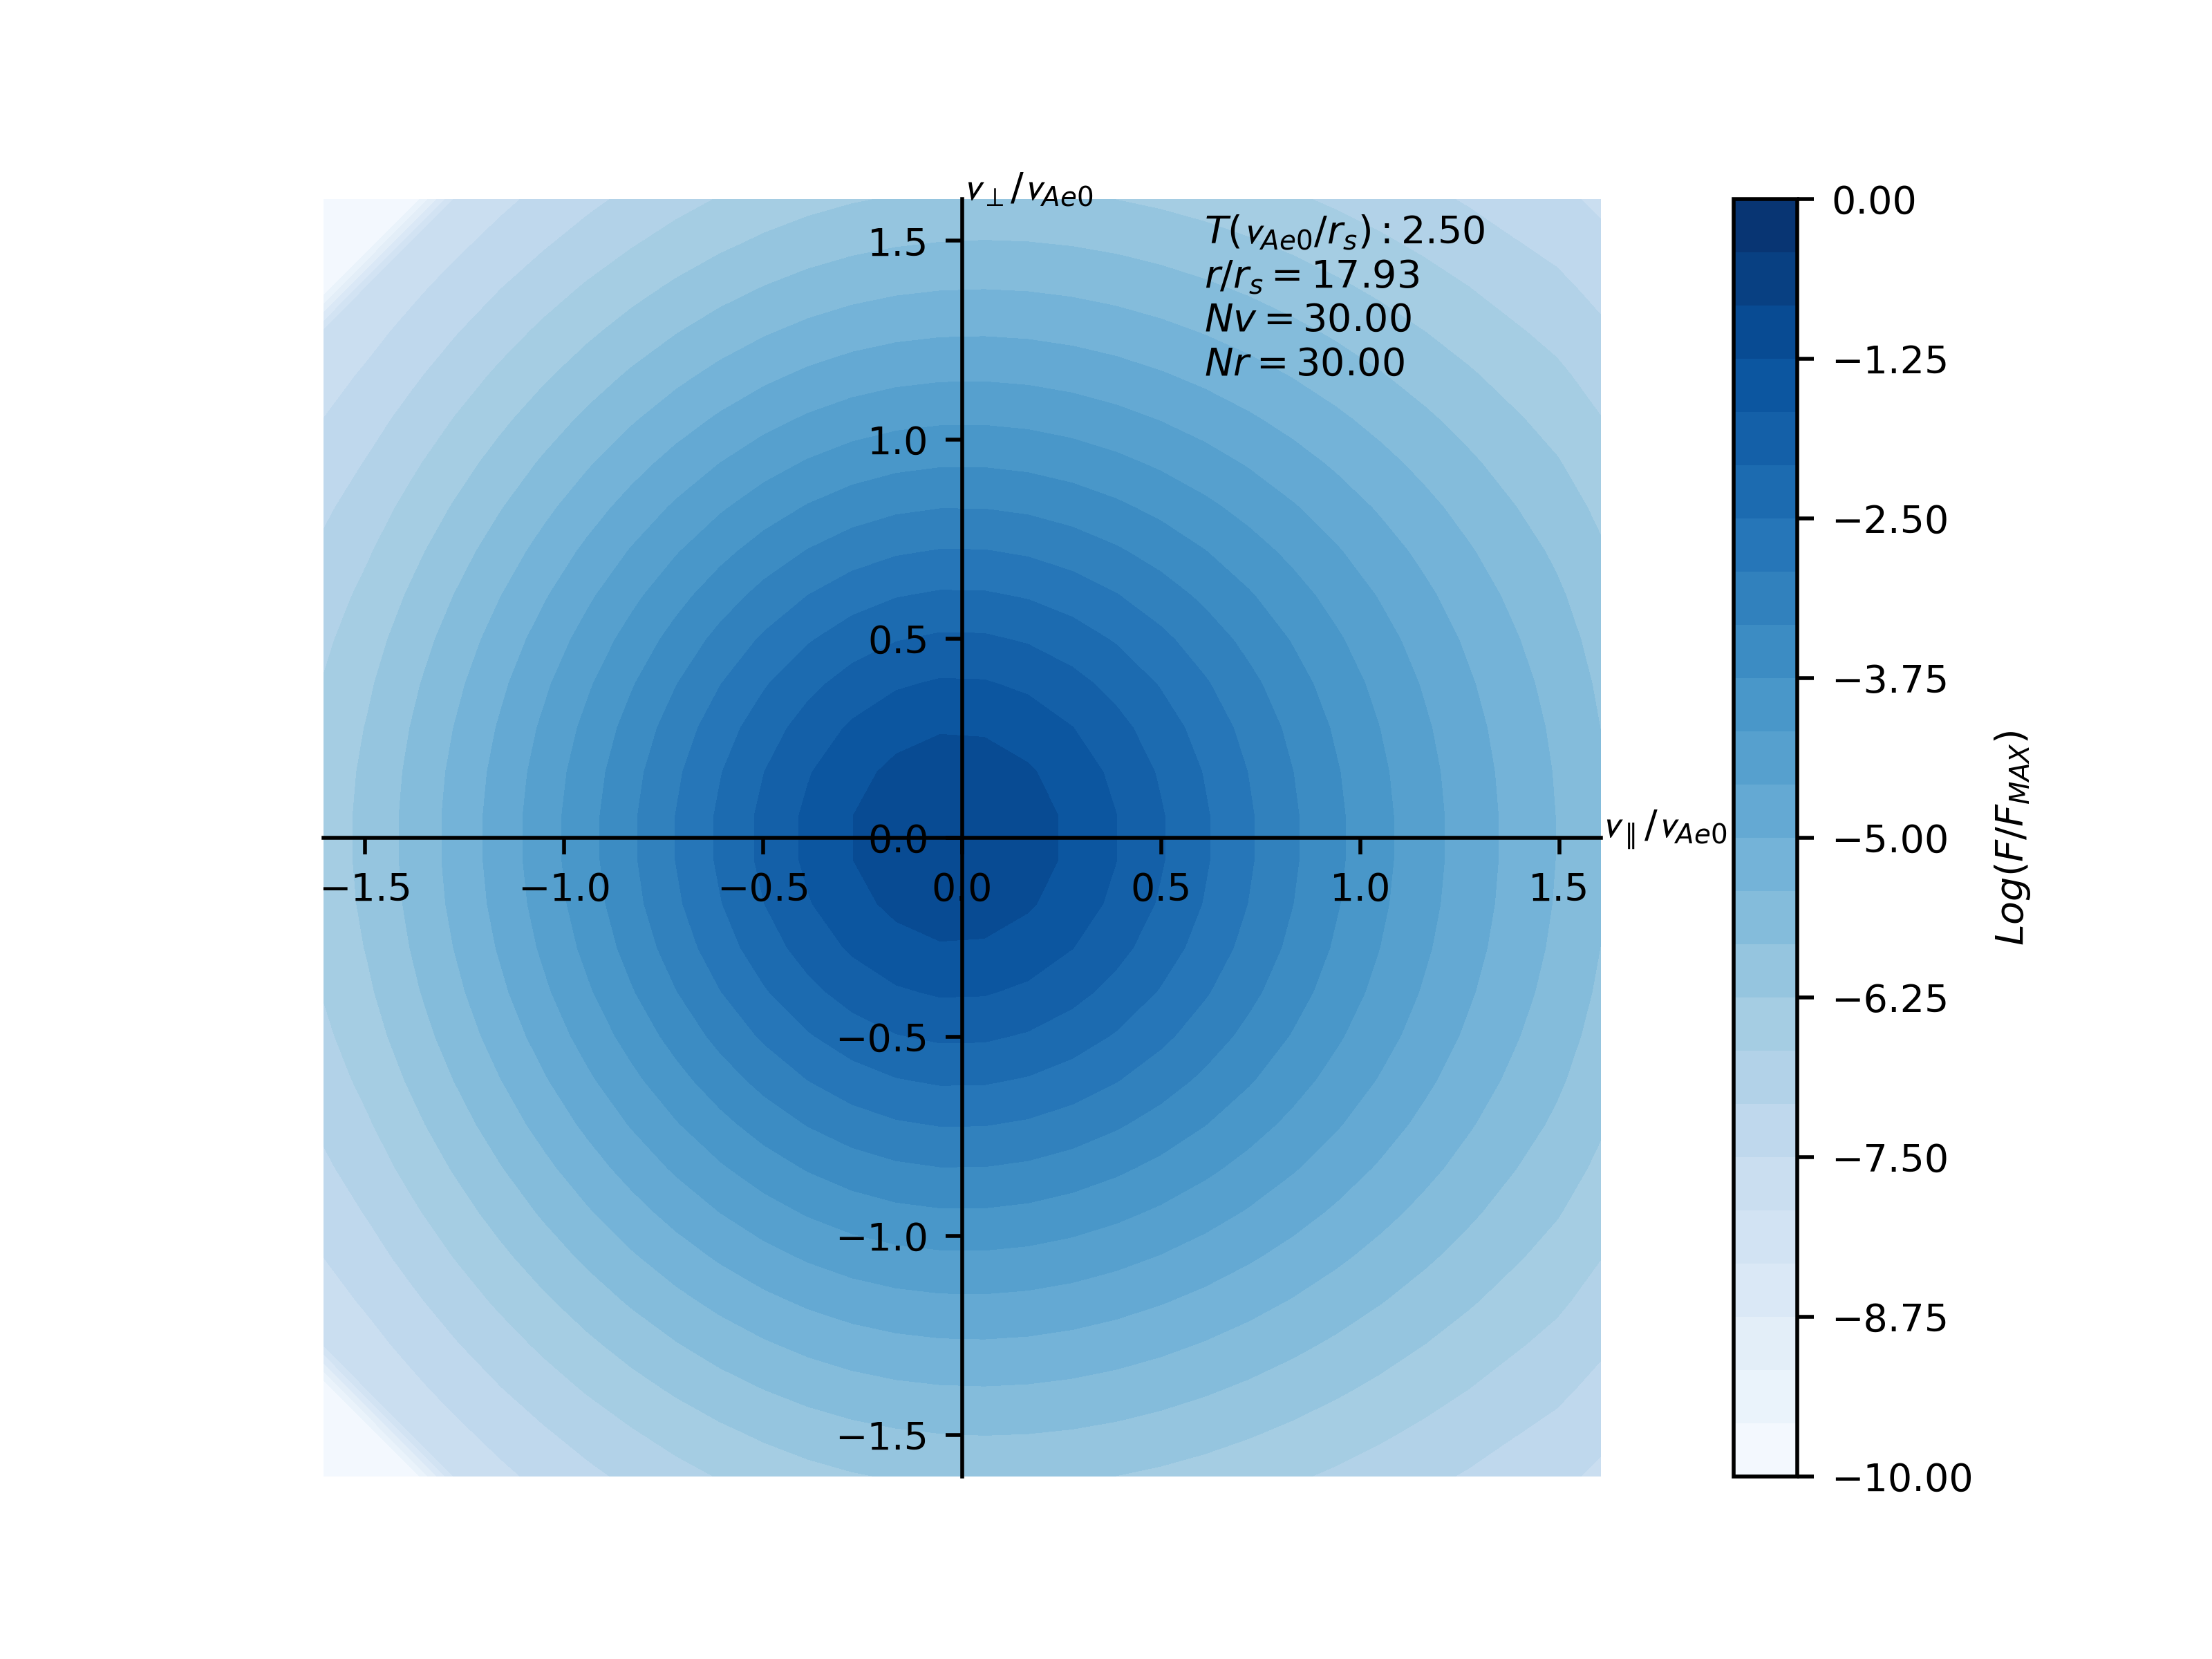 v⊥/vAe0
T(vAe0/rs) : 2.50
r/rs = 17.93
Nv = 30.00
Nr = 30.00
1.5
1.0
0.5
0.0
−0.5
−1.0
−1.5
−1.5 −1.0 −0.5 0.0 0.5 1.0 1.5
v∥/vAe0
0.00
−1.25
−2.50
−3.75
−5.00
−6.25
−7.50
−8.75
−10.00
Log(F/FMAX)